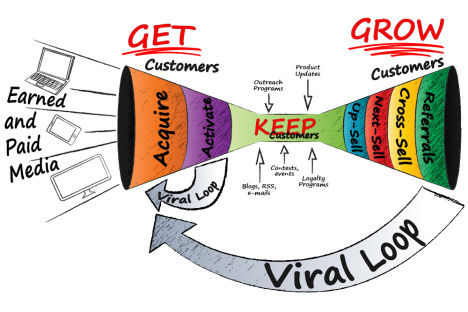 GET
Customers
GROW
Customers
Earned
and
Paid
Media
Acquire
Activate
KEEP
Customers
Outreach
Programs
Product
Updates
Blogs, RSS,
e-mails
Contests,
events
Loyalty
Programs
Up-Sell
Next-Sell
Cross-Sell
Referrals
Viral Loop
Viral Loop